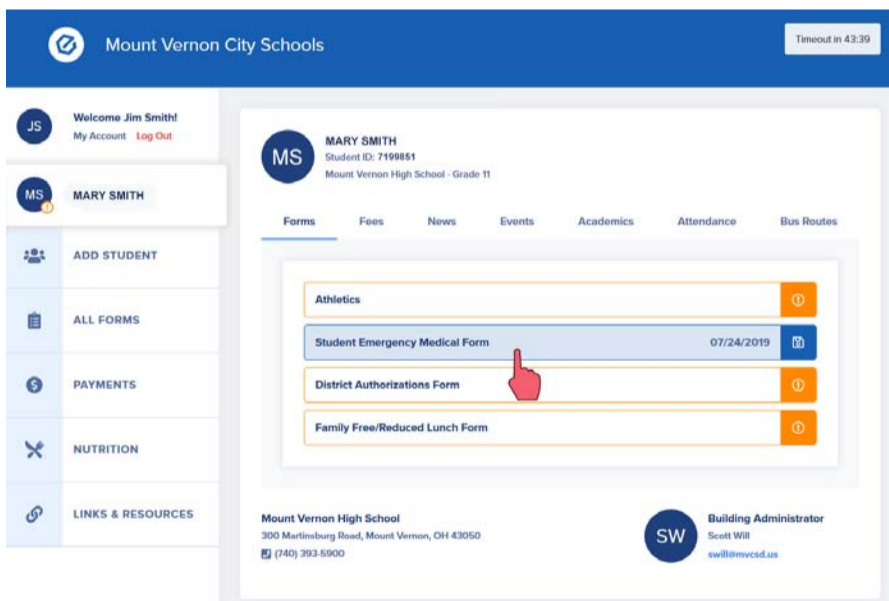 Mount Vernon City Schools
Timeout in 43:39
JS
Welcome Jim Smith!
My Account Log Out
MS
MARY SMITH
ADD STUDENT
ALL FORMS
PAYMENTS
NUTRITION
LINKS & RESOURCES
MS
MARY SMITH
Student ID: 7199851
Mount Vernon High School - Grade 11
Forms Fees News Events Academics Attendance Bus Routes
Athletics
Student Emergency Medical Form 07/24/2019
District Authorizations Form
Family Free/Reduced Lunch Form
Mount Vernon High School
300 Martinsburg Road, Mount Vernon, OH 43050
(740) 393-5900
SW
Building Administrator
Scott Will
swill@mvcsd.us